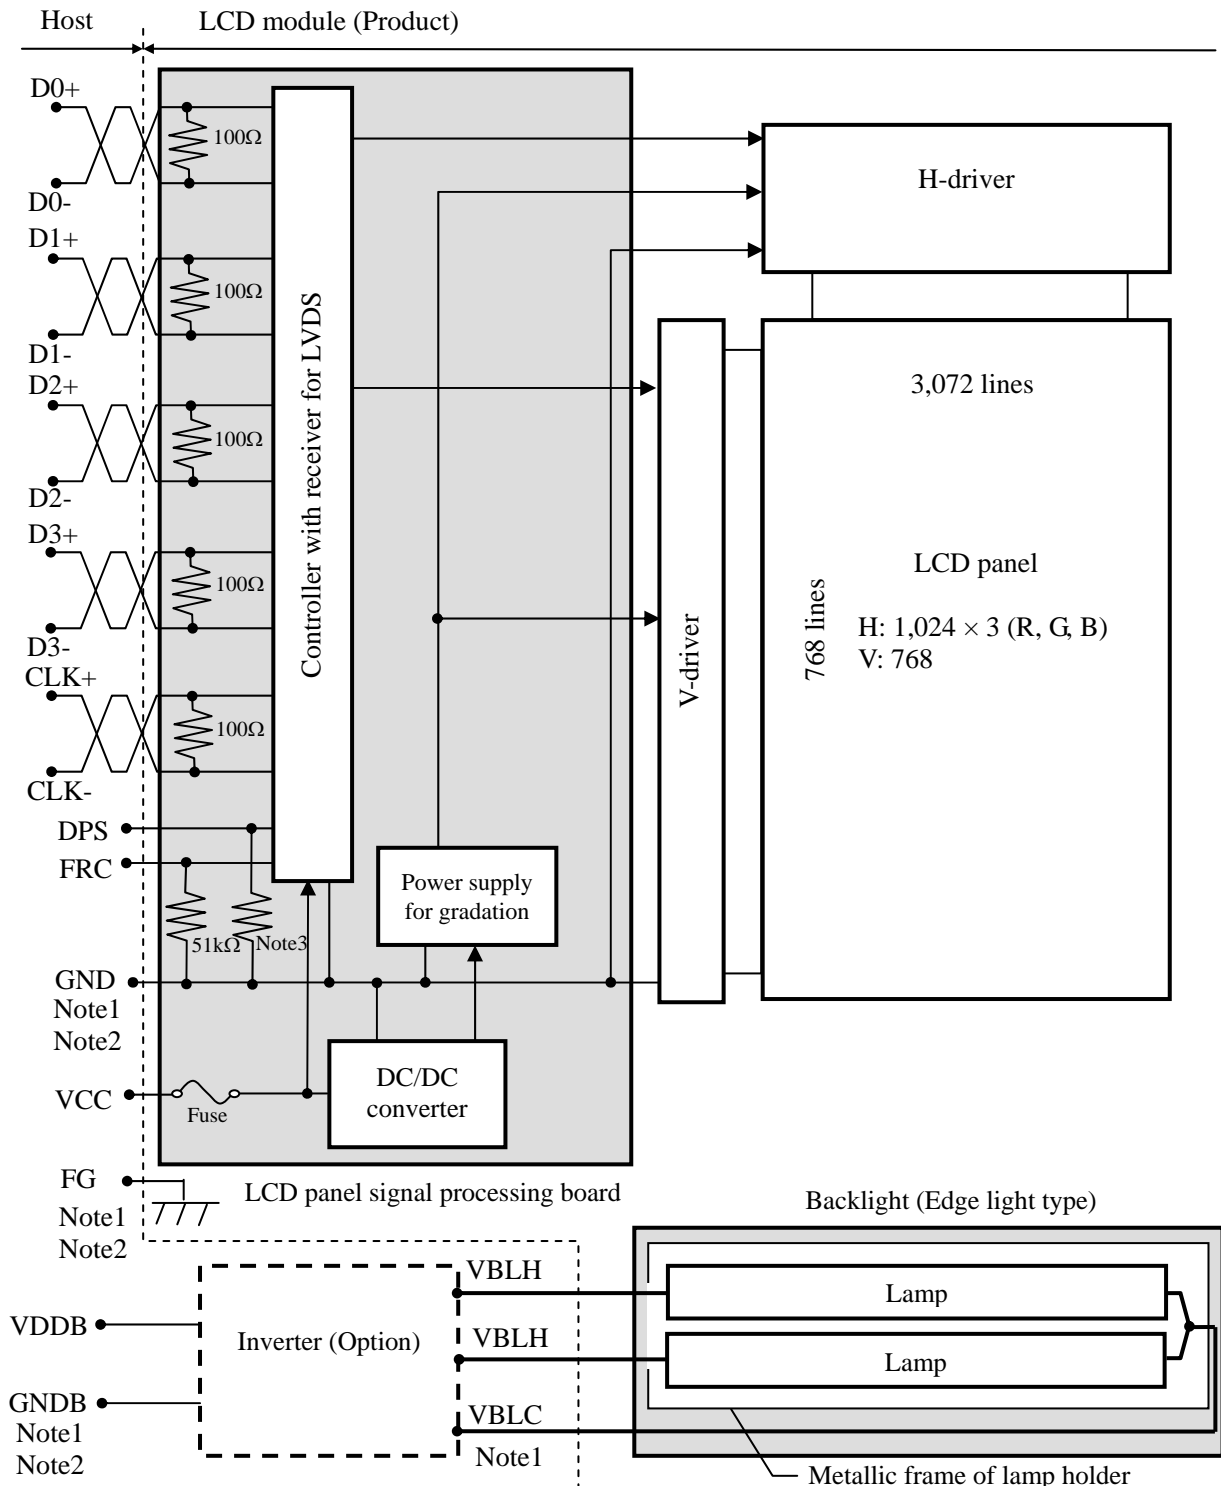 Host
LCD module (Product)
D0+
100Ω
D0-
D1+
100Ω
D1-
D2+
100Ω
D2-
D3+
100Ω
D3-
CLK+
100Ω
CLK-
DPS
FRC
51kΩ
Note3
GND
Note1
Note2
VCC
Fuse
FG
Note1
Note2
Controller with receiver for LVDS
Power supply
for gradation
DC/DC
converter
LCD panel signal processing board
H-driver
V-driver
3,072 lines
768 lines
LCD panel
H: 1,024 × 3 (R, G, B)
V: 768
Backlight (Edge light type)
VDDB
GNDB
Note1
Note2
Inverter (Option)
VBLH
VBLH
VBLC
Note1
Lamp
Lamp
Metallic frame of lamp holder